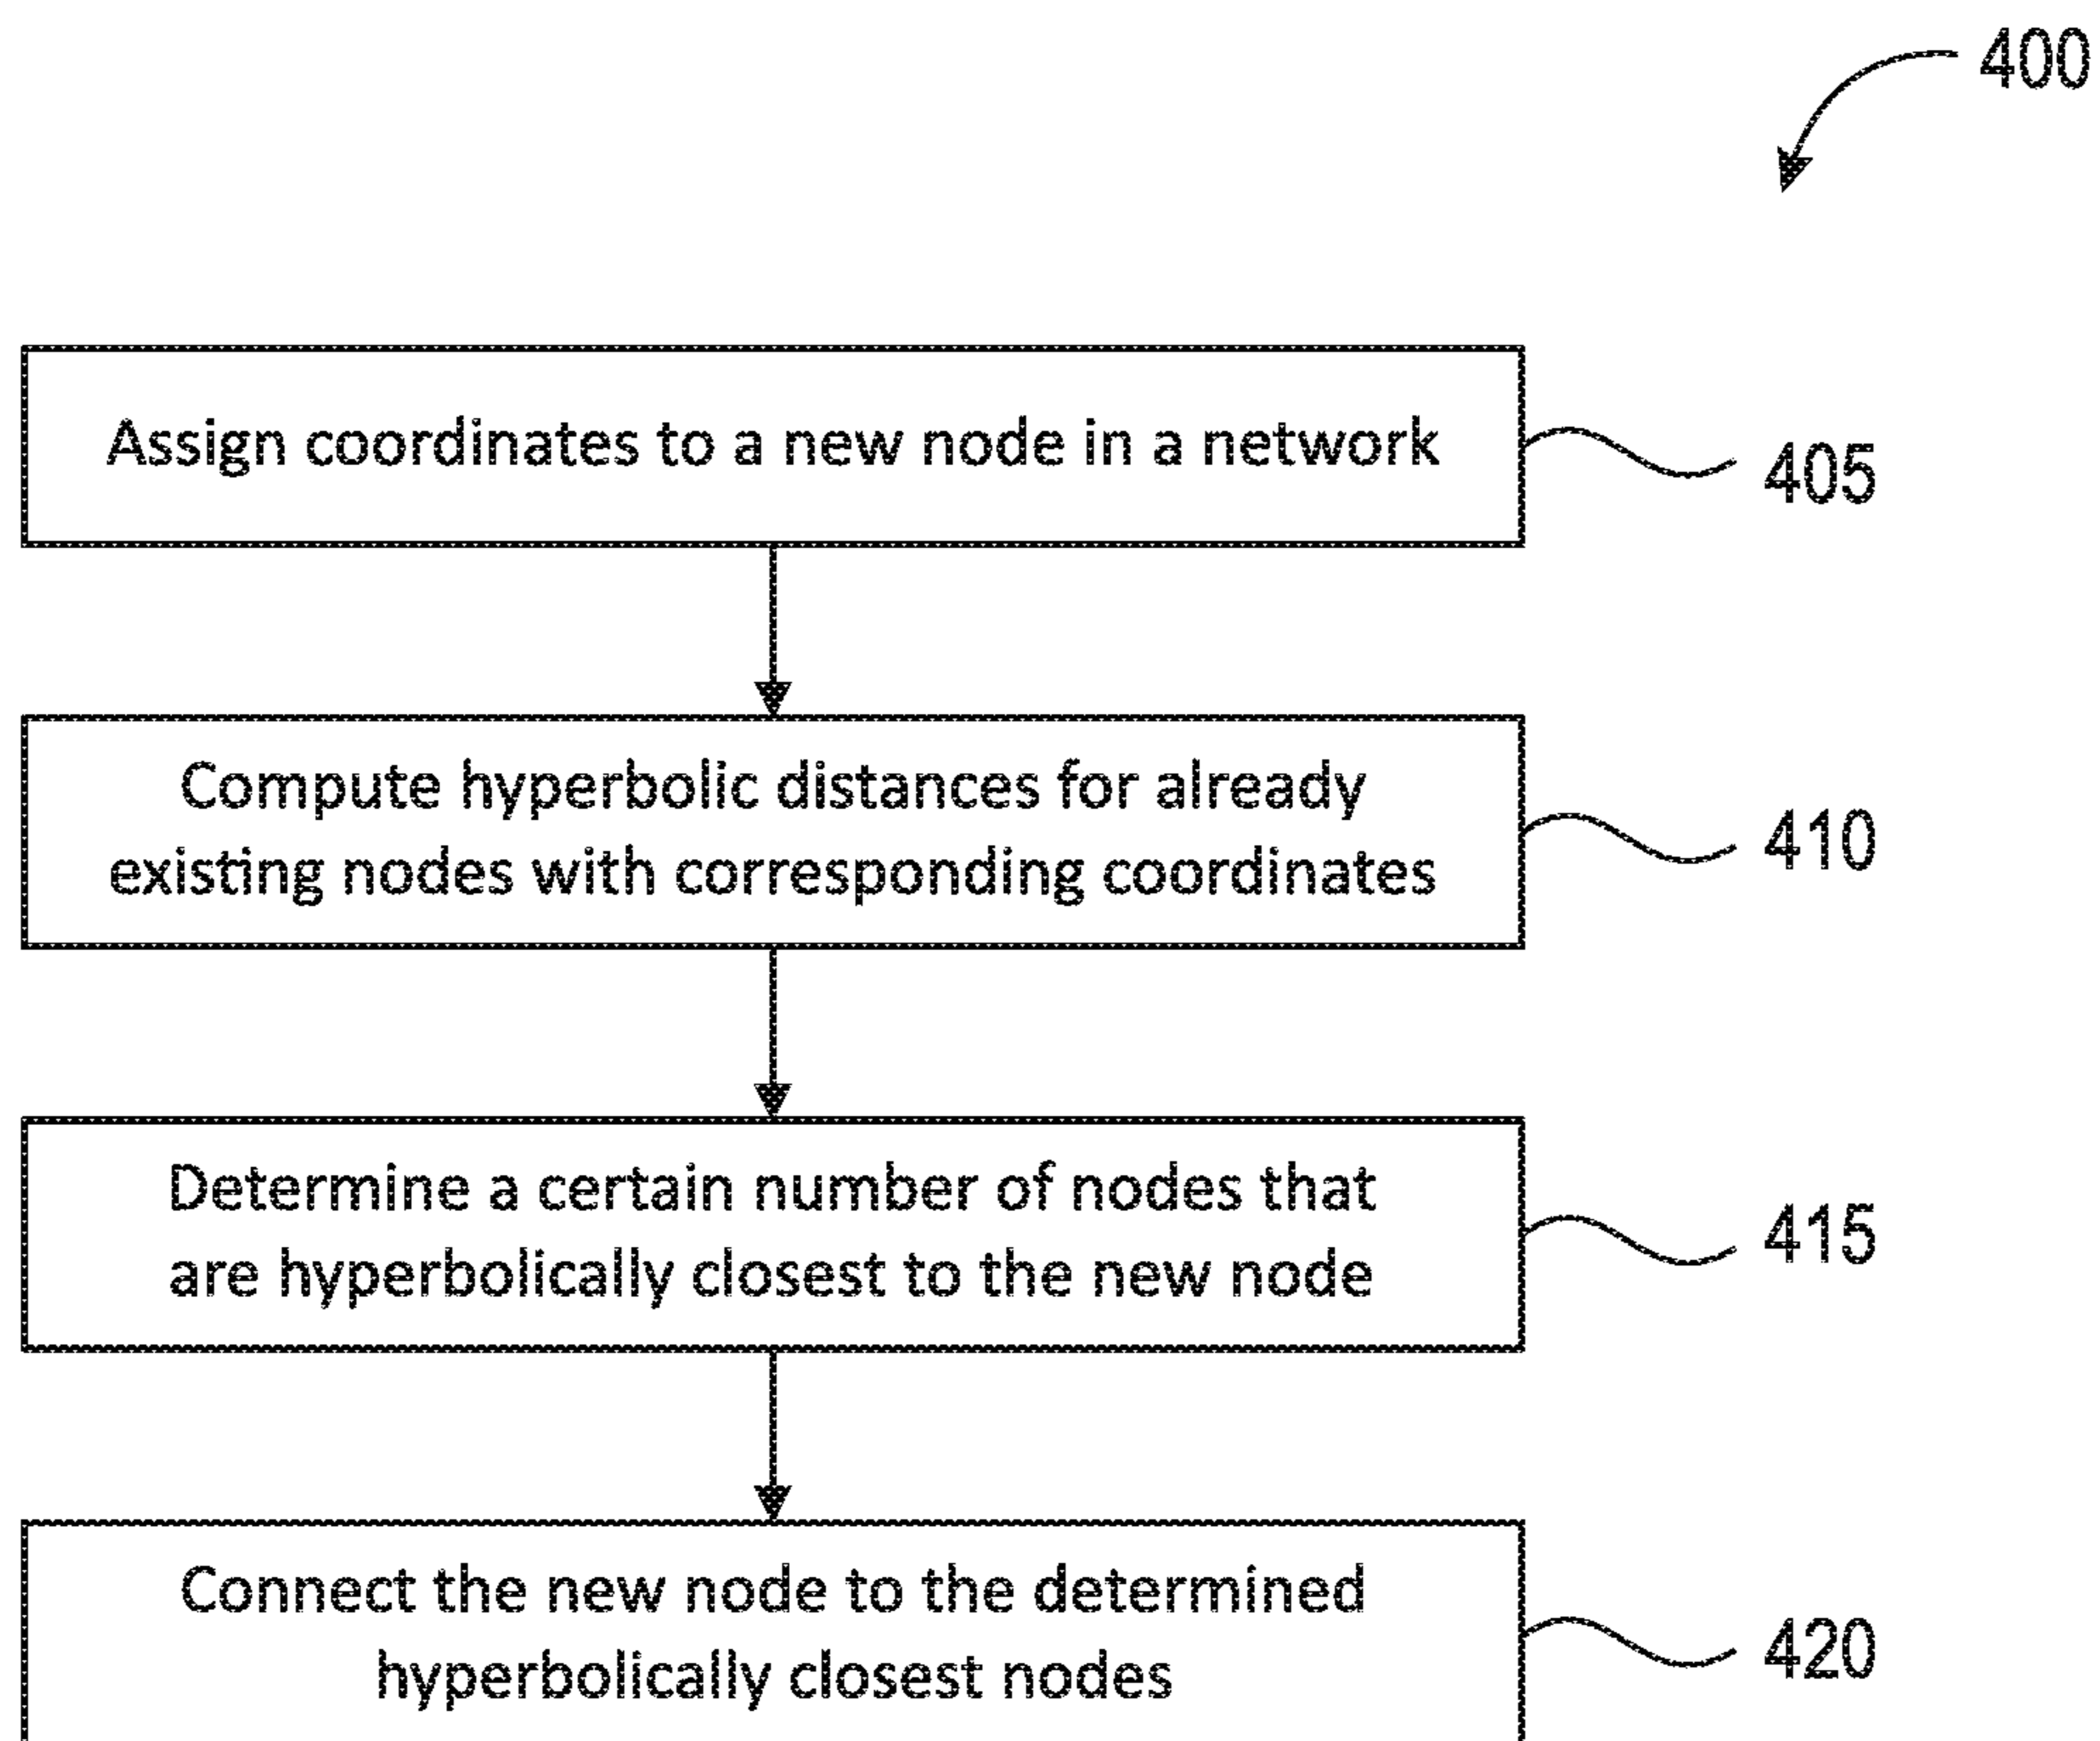 400
Assign coordinates to a new node in a network
405
Compute hyperbolic distances for already
existing nodes with corresponding coordinates
410
Determine a certain number of nodes that
are hyperbolically closest to the new node
415
Connect the new node to the determined
hyperbolically closest nodes
420